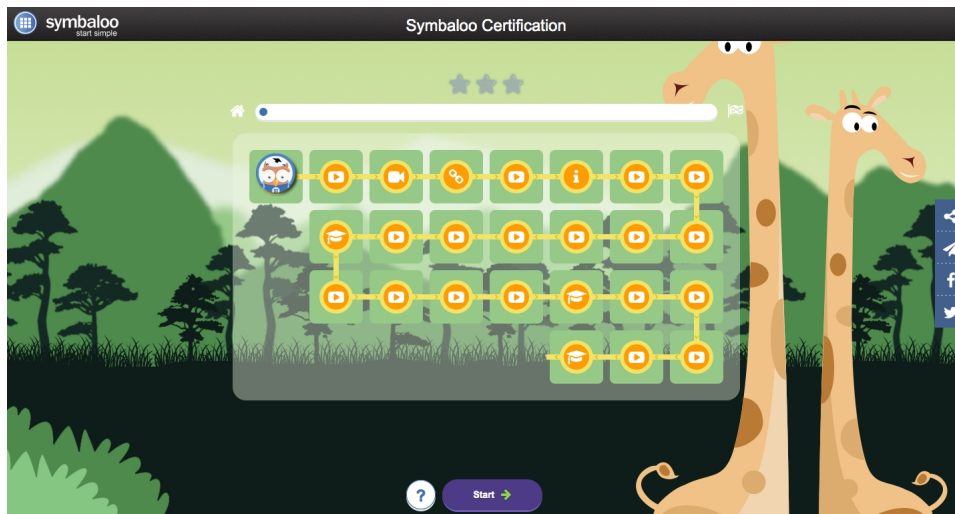 symbaloo
start simple
Symbaloo Certification
?
Start